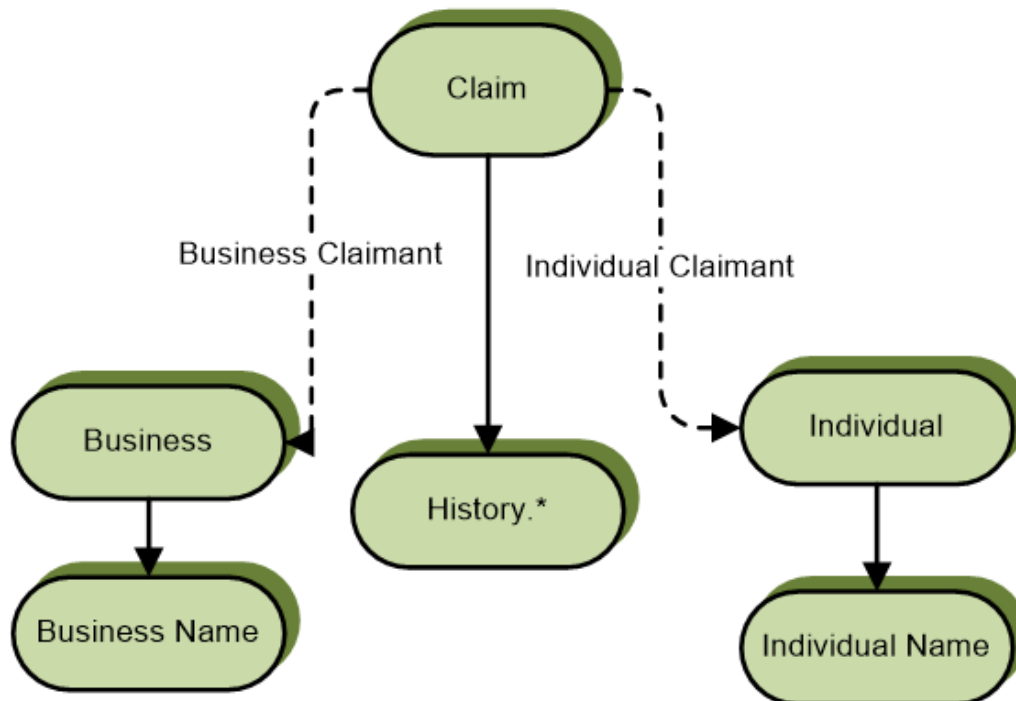 Claim
Business Claimant
Individual Claimant
Business
Individual
History.*
Business Name
Individual Name